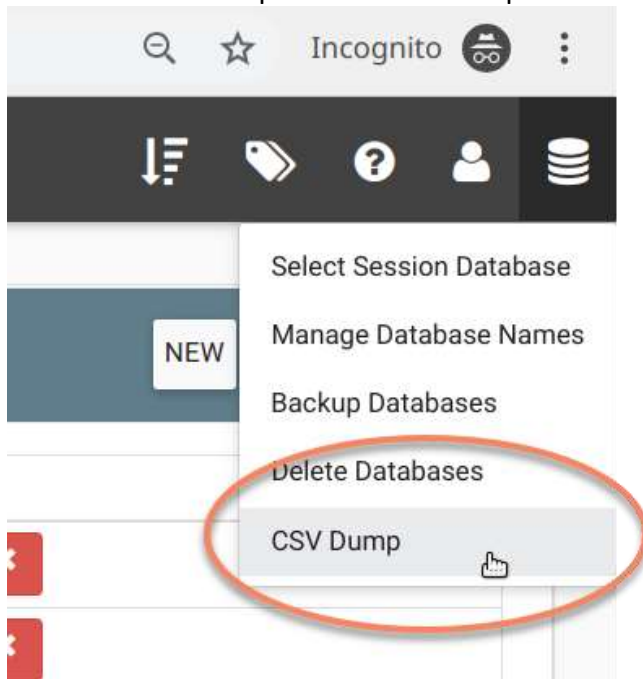 Incognito
Select Session Database
NEW
Manage Database Names
Backup Databases
Delete Databases
CSV Dump